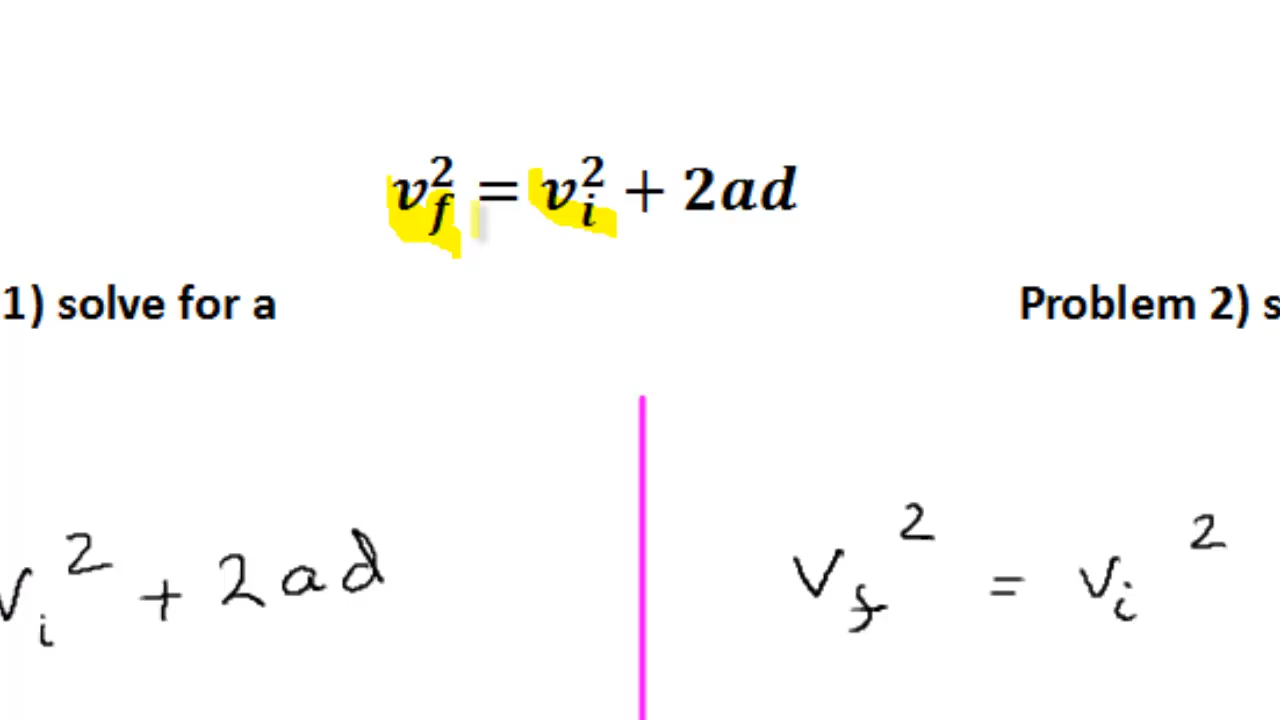 v_f^2 = v_i^2 + 2ad
1) solve for a
Problem 2) s
v_i^2 + 2ad
v_f^2 = v_i^2